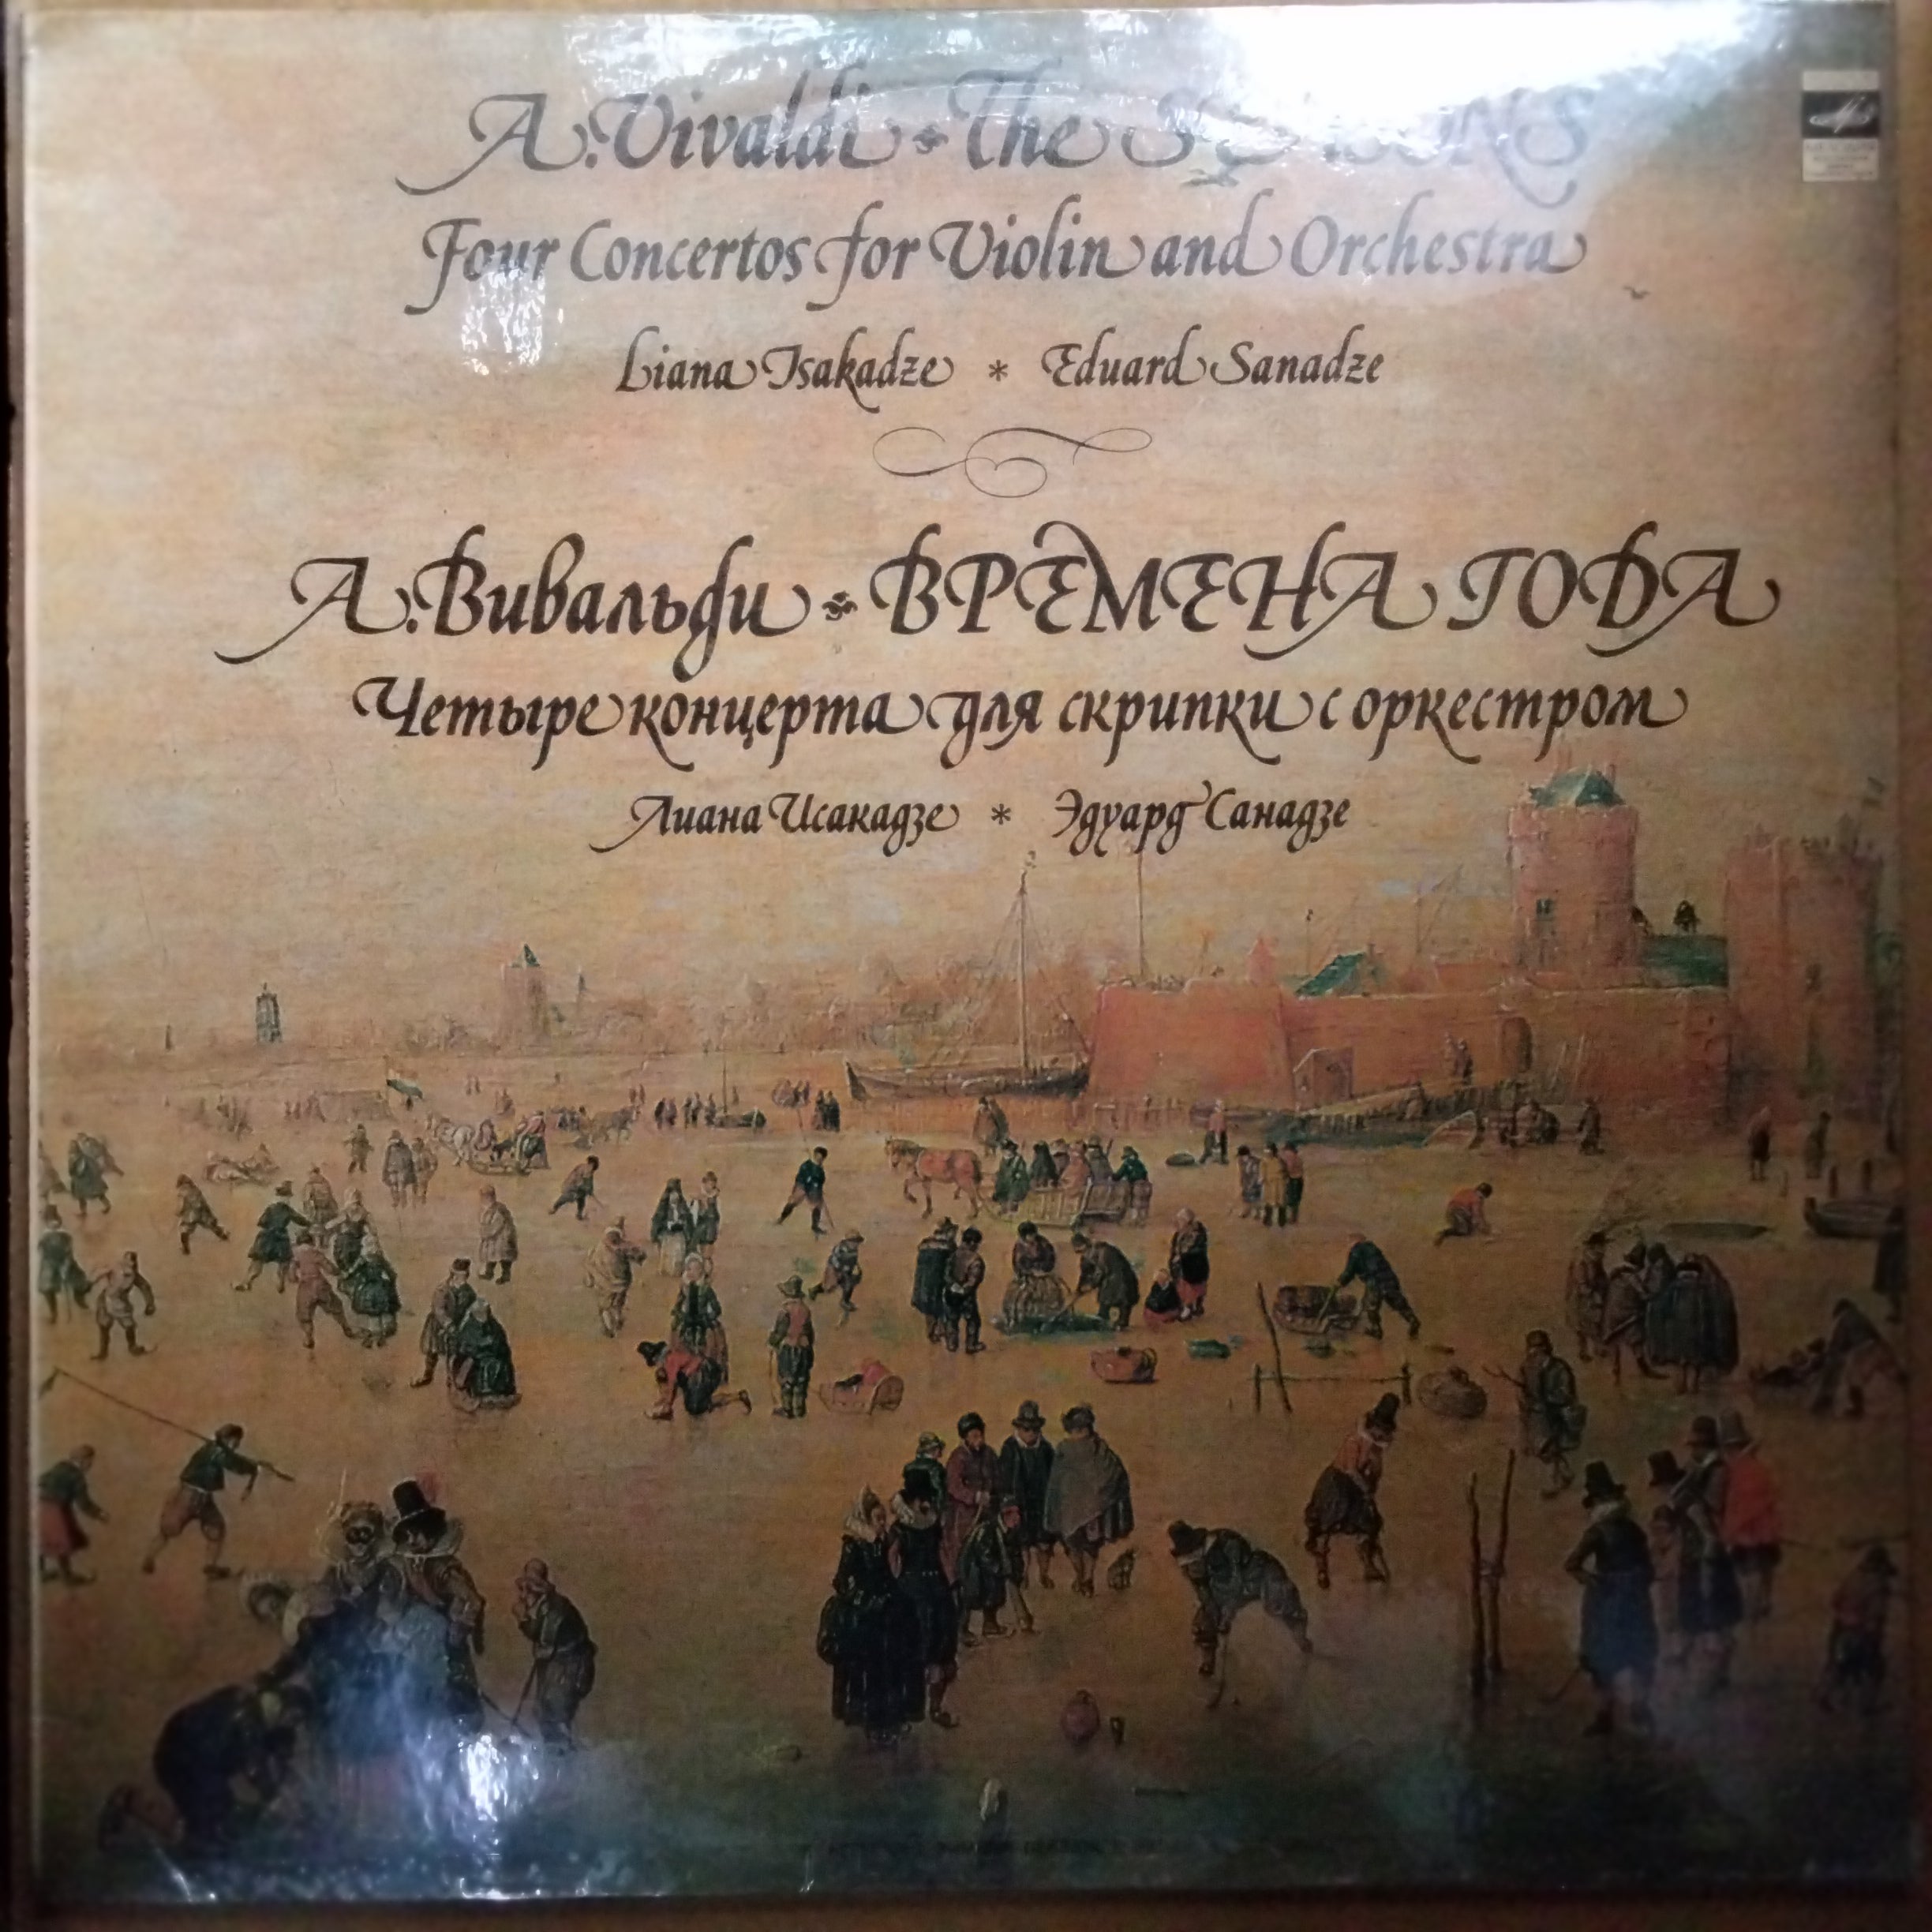 A. Vivaldi The SEASONS
Four Concertos for Violin and Orchestra
Liana Isakadze * Eduard Sanadze
А. Вивальди ВРЕМЕНА ГОДА
Четыре концерта для скрипки с оркестром
Лиана Исакадзе * Эдуард Санадзе